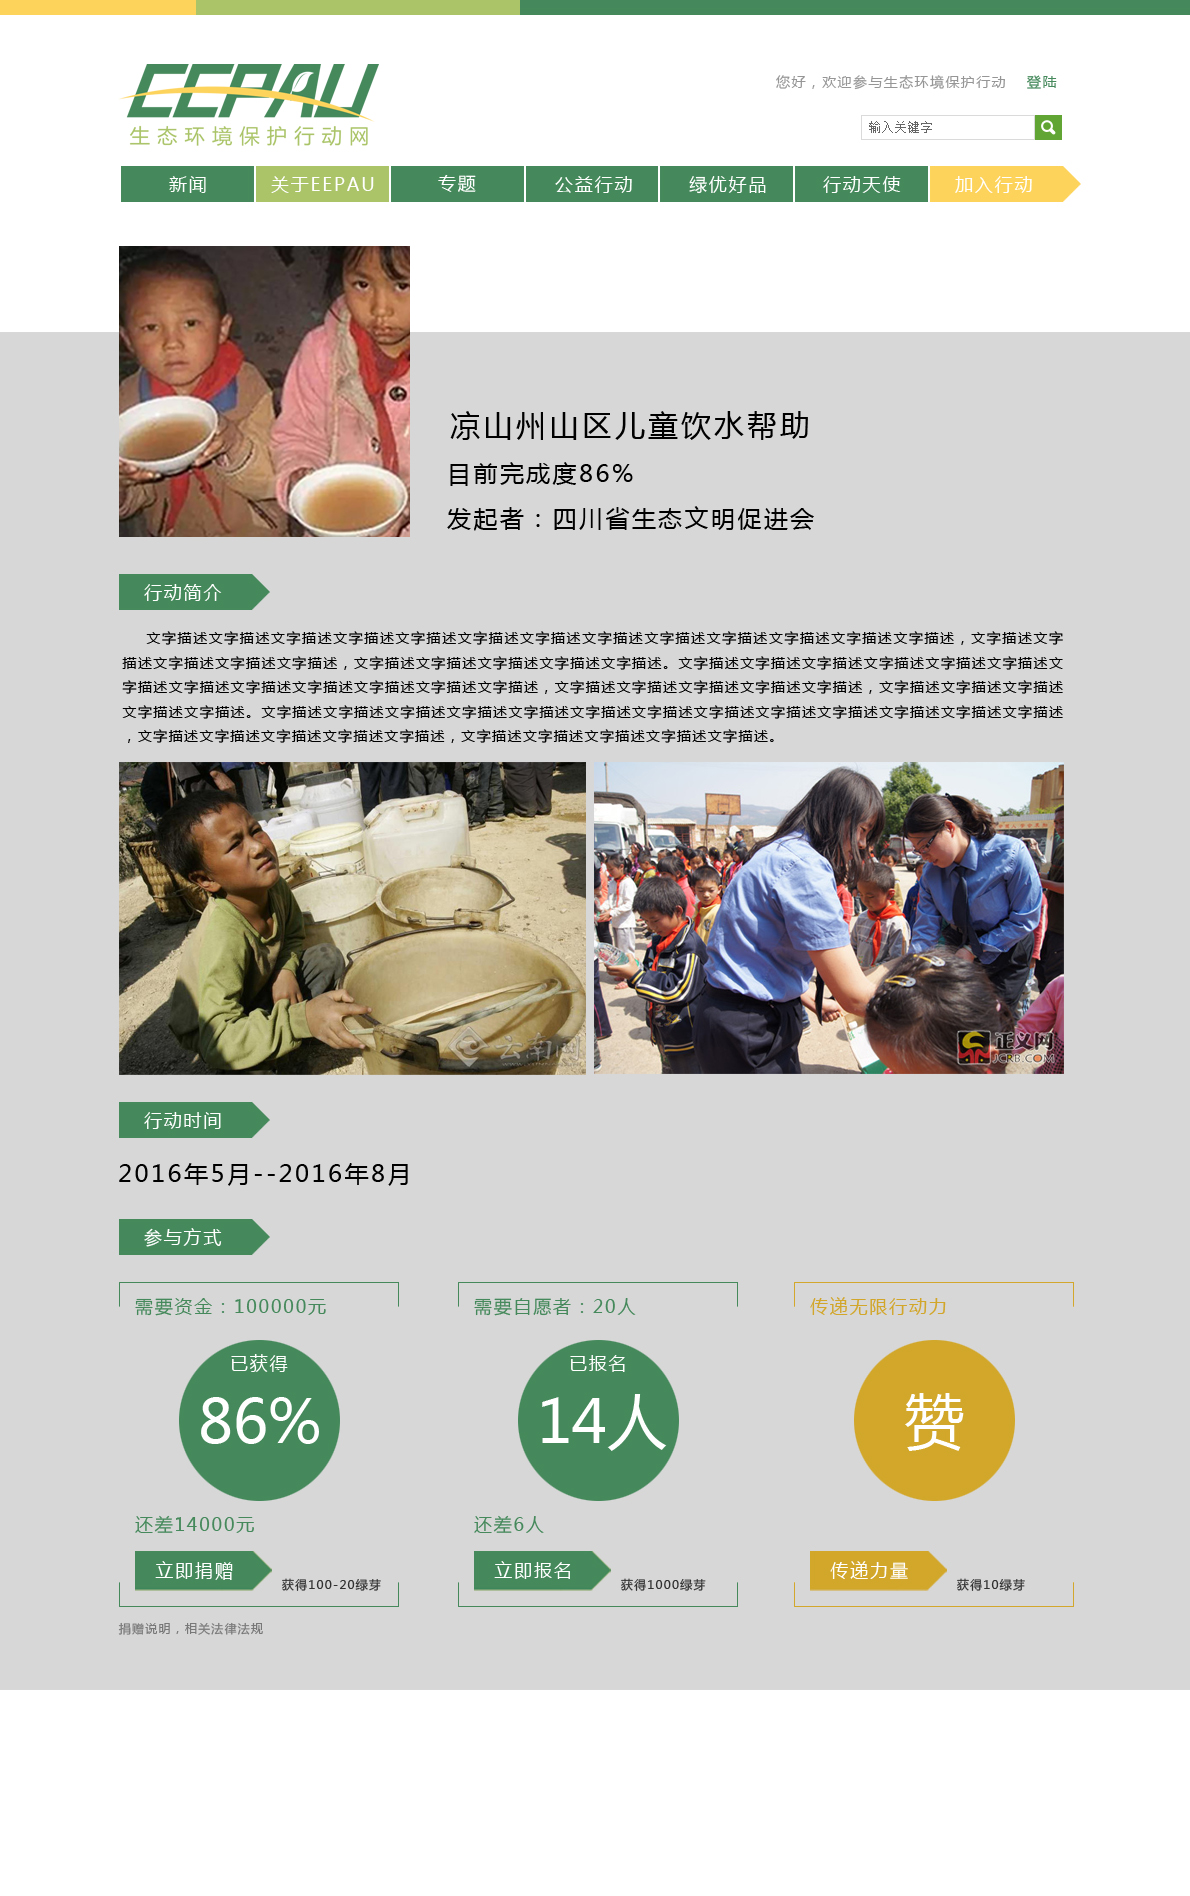 EEPAU
生态环境保护行动网
您好，欢迎参与生态环境保护行动 登陆
输入关键字
新闻 关于EEPAU 专题 公益行动 绿优好品 行动天使 加入行动
凉山州山区儿童饮水帮助
目前完成度86%
发起者：四川省生态文明促进会
行动简介
文字描述文字描述文字描述文字描述文字描述文字描述文字描述文字描述文字描述文字描述文字描述文字描述文字描述，文字描述文字
描述文字描述文字描述文字描述，文字描述文字描述文字描述文字描述文字描述。文字描述文字描述文字描述文字描述文字描述文字描述文
字描述文字描述文字描述文字描述文字描述文字描述文字描述，文字描述文字描述文字描述文字描述文字描述，文字描述文字描述文字描述
文字描述文字描述。文字描述文字描述文字描述文字描述文字描述文字描述文字描述文字描述文字描述文字描述文字描述文字描述文字描述
，文字描述文字描述文字描述文字描述文字描述，文字描述文字描述文字描述文字描述文字描述。
云南网
正义网
JCRB.COM
行动时间
2016年5月--2016年8月
参与方式
需要资金：100000元
已获得
86%
还差14000元
立即捐赠 获得100-20绿芽
需要自愿者：20人
已报名
14人
还差6人
立即报名 获得1000绿芽
传递无限行动力
赞
传递力量 获得10绿芽
捐赠说明，相关法律法规